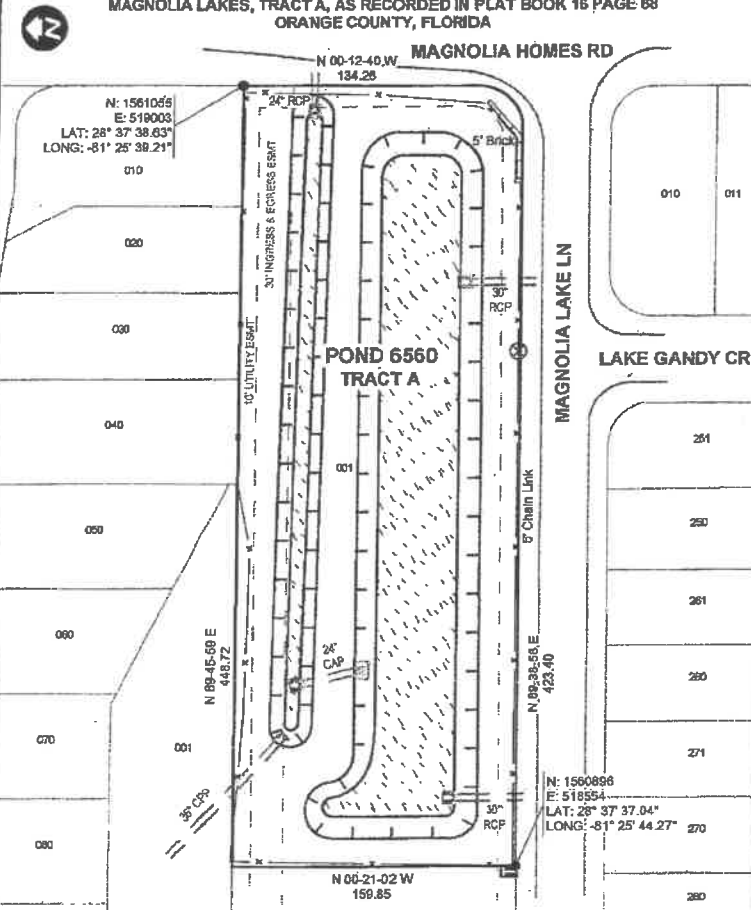 MAGNOLIA LAKES, TRACT A, AS RECORDED IN PLAT BOOK 16 PAGE 68
ORANGE COUNTY, FLORIDA
N
MAGNOLIA HOMES RD
N 00-12-40 W
134.26
N: 1561055
E: 519003
LAT: 28° 37' 38.63"
LONG: -81° 25' 39.21"
24" RCP
5' Brick
30' INGRESS & EGRESS ESMT
10' UTILITY ESMT
010
020
030
040
050
060
070
080
001
POND 6560
TRACT A
001
30"
RCP
MAGNOLIA LAKE LN
LAKE GANDY CR
010
011
6' Chain Link
24"
CAP
N 89-45-59 E
448.72
N 89-38-58 E
423.40
36" CPP
30"
RCP
N: 1560896
E: 518554
LAT: 28° 37' 37.04"
LONG: -81° 25' 44.27"
N 00-21-02 W
159.85
251
250
261
260
271
270
280